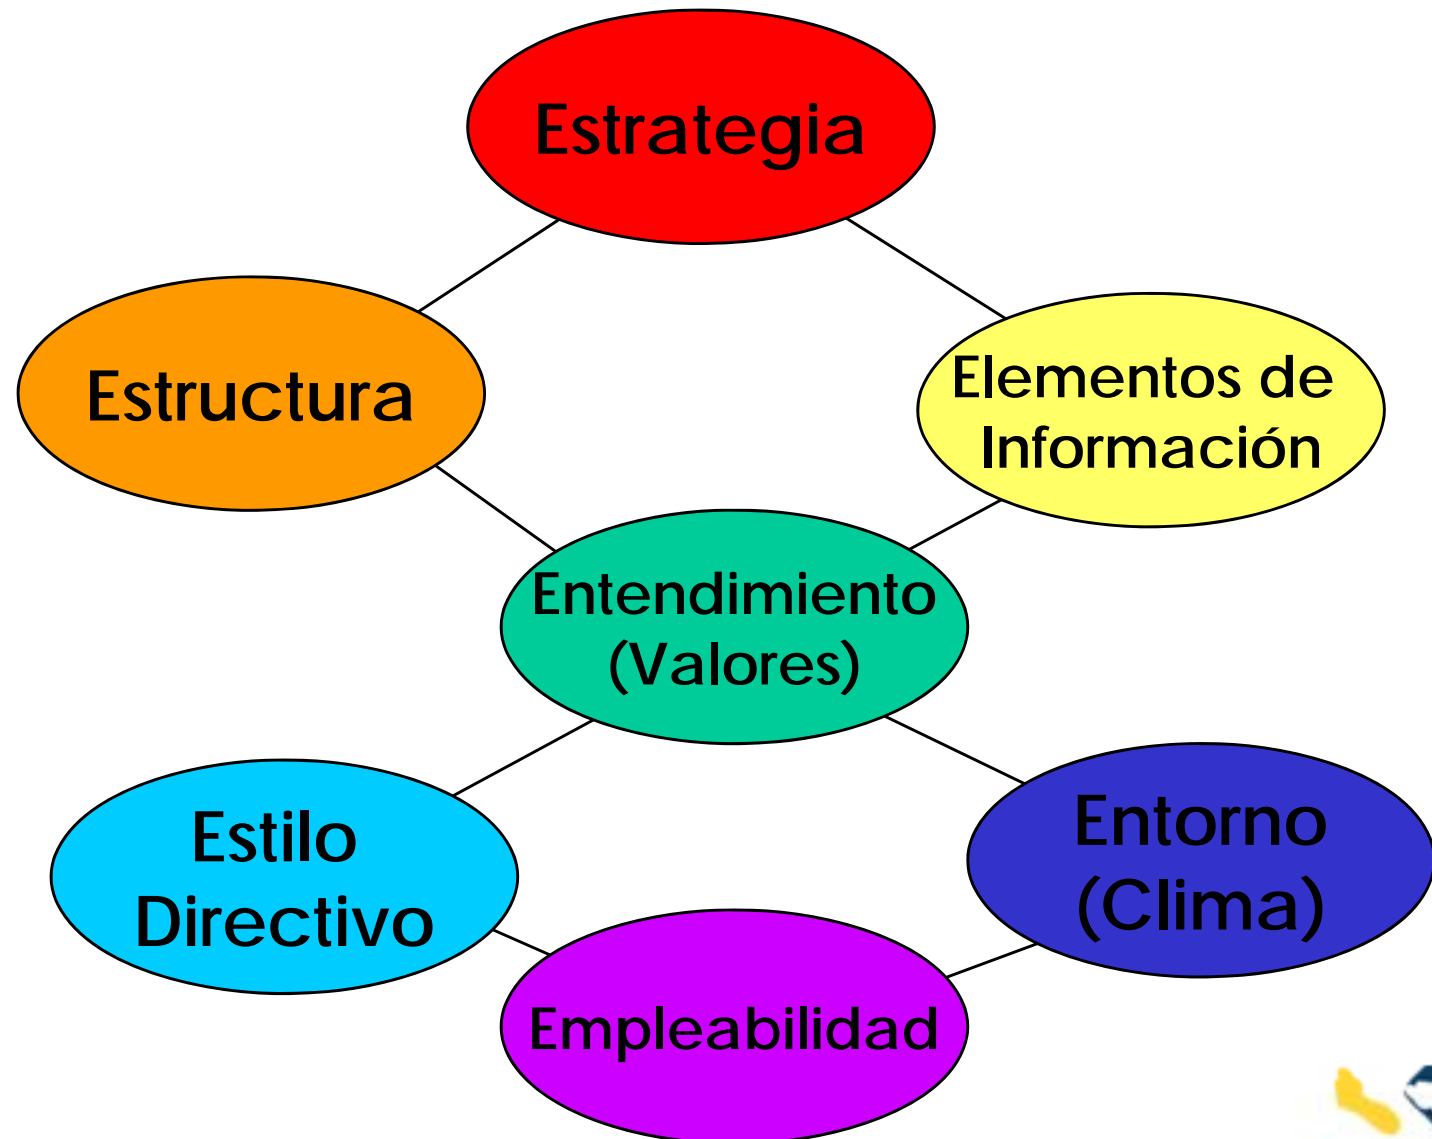 Estrategia
Estructura
Elementos de
Información
Entendimiento
(Valores)
Estilo
Directivo
Entorno
(Clima)
Empleabilidad